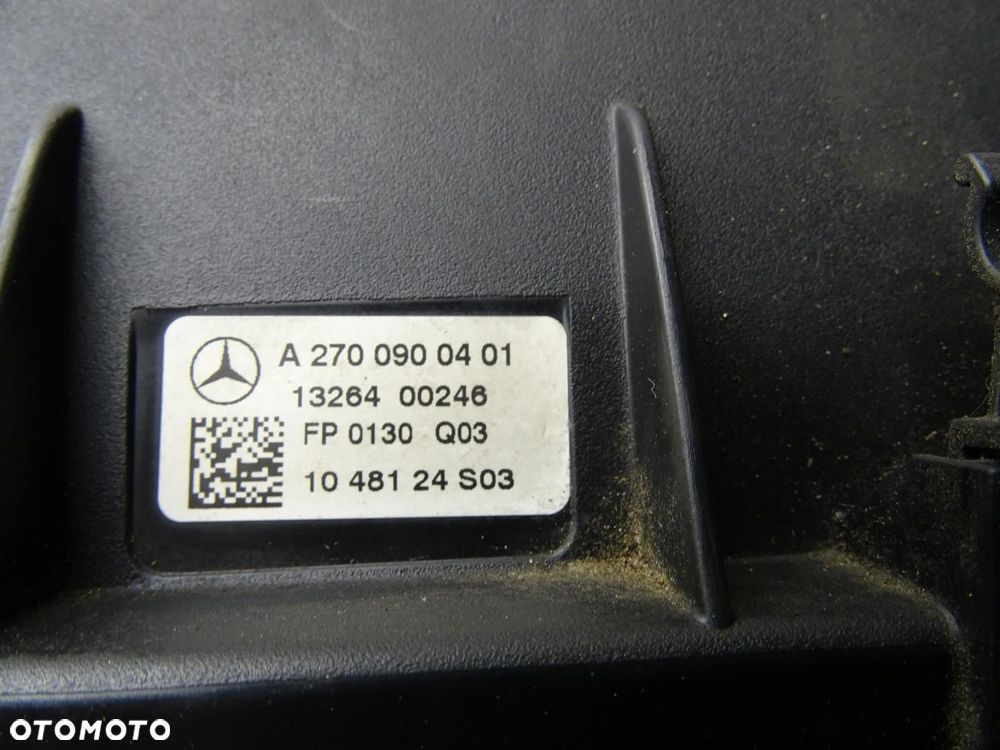 A 270 090 04 01
13264 00246
FP 0130 Q03
10 481 24 S03
OTOMOTO